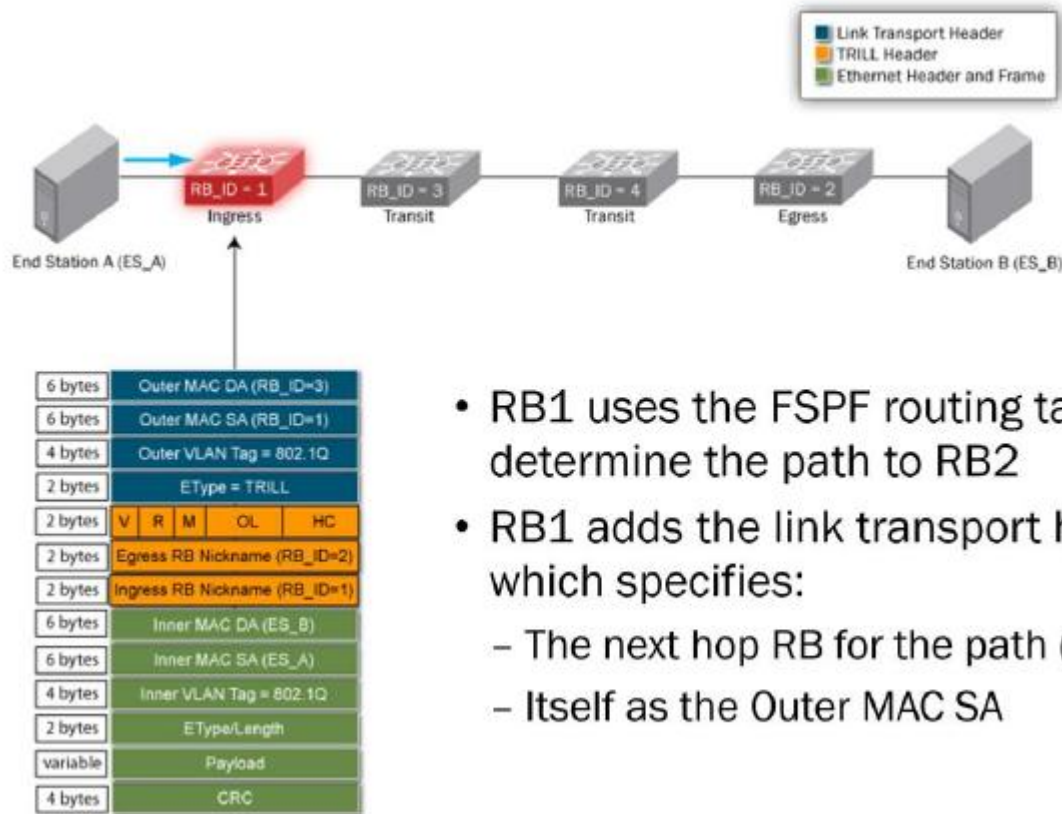 Link Transport Header
TRILL Header
Ethernet Header and Frame
RB_ID = 1
RB_ID = 3
RB_ID = 4
RB_ID = 2
Ingress
Transit
Transit
Egress
End Station A (ES_A)
End Station B (ES_B)
6 bytes Outer MAC DA (RB_ID=3)
6 bytes Outer MAC SA (RB_ID=1)
4 bytes Outer VLAN Tag = 802.1Q
2 bytes EType = TRILL
2 bytes V R M OL HC
2 bytes Egress RB Nickname (RB_ID=2)
2 bytes Ingress RB Nickname (RB_ID=1)
6 bytes Inner MAC DA (ES_B)
6 bytes Inner MAC SA (ES_A)
4 bytes Inner VLAN Tag = 802.1Q
2 bytes EType/Length
variable Payload
4 bytes CRC
• RB1 uses the FSPF routing
determine the path to RB2
• RB1 adds the link transport
which specifies:
– The next hop RB for the path
– Itself as the Outer MAC SA